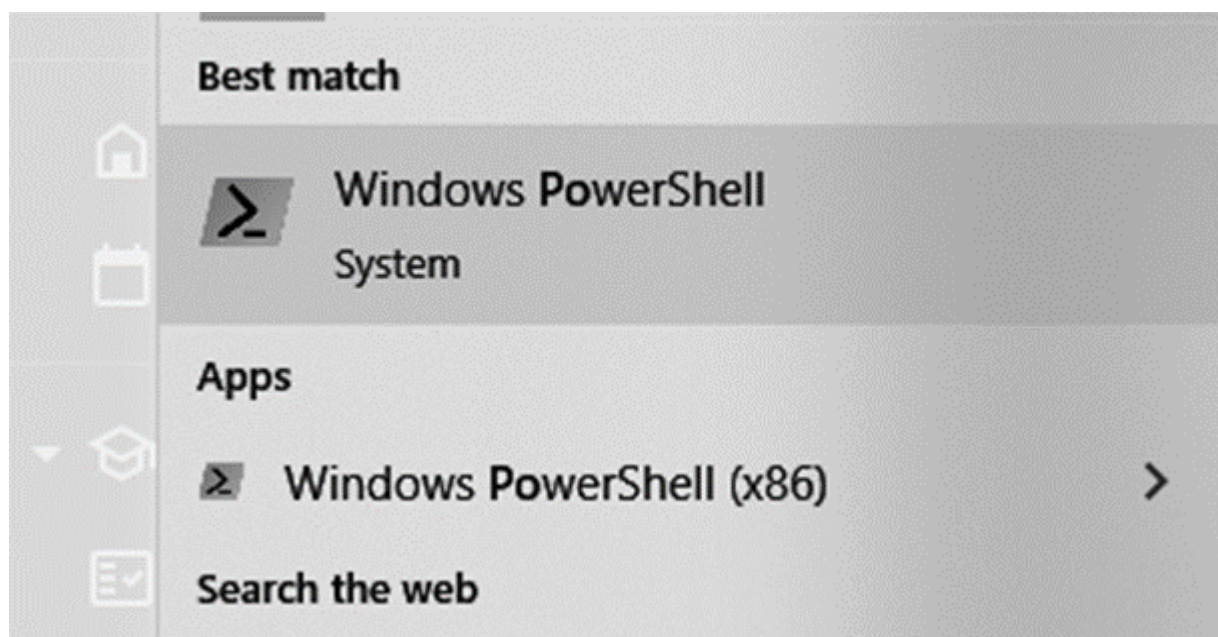 Best match
Windows PowerShell
System
Apps
Windows PowerShell (x86)
Search the web